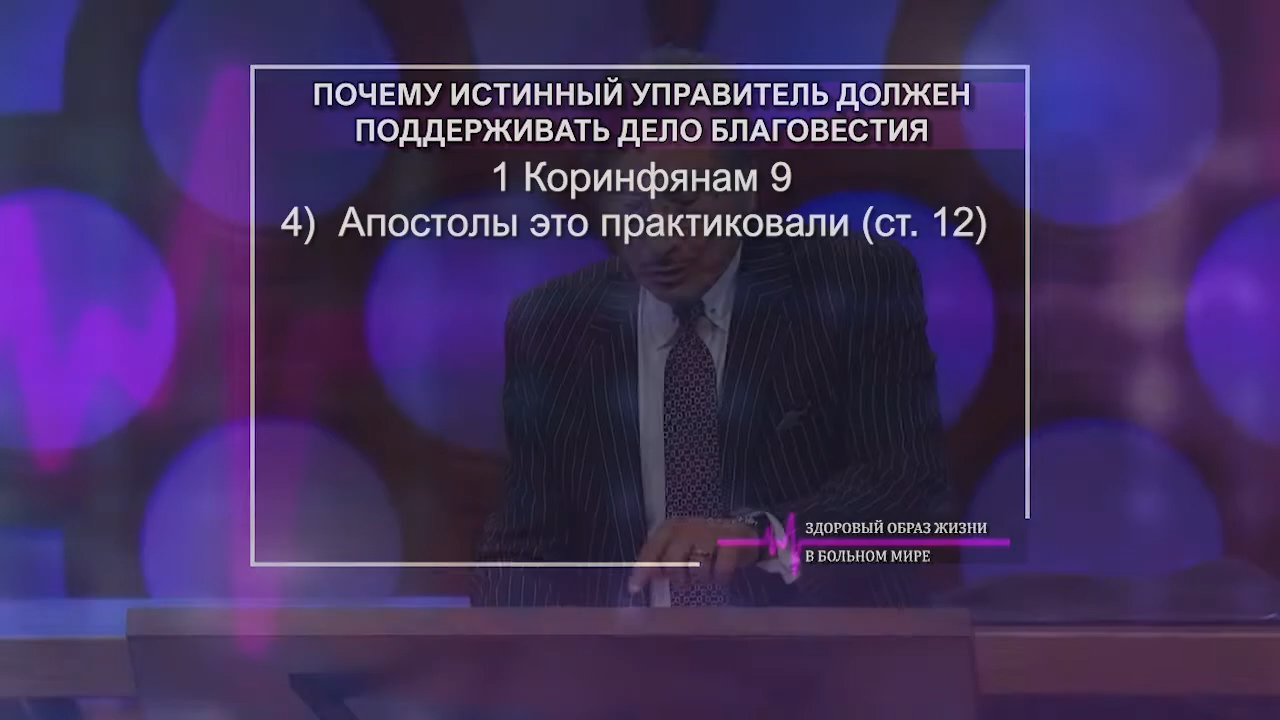 ПОЧЕМУ ИСТИННЫЙ УПРАВИТЕЛЬ ДОЛЖЕН
ПОДДЕРЖИВАТЬ ДЕЛО БЛАГОВЕСТИЯ
1 Коринфянам 9
4) Апостолы это практиковали (ст. 12)
ЗДОРОВЫЙ ОБРАЗ ЖИЗНИ
В БОЛЬНОМ МИРЕ